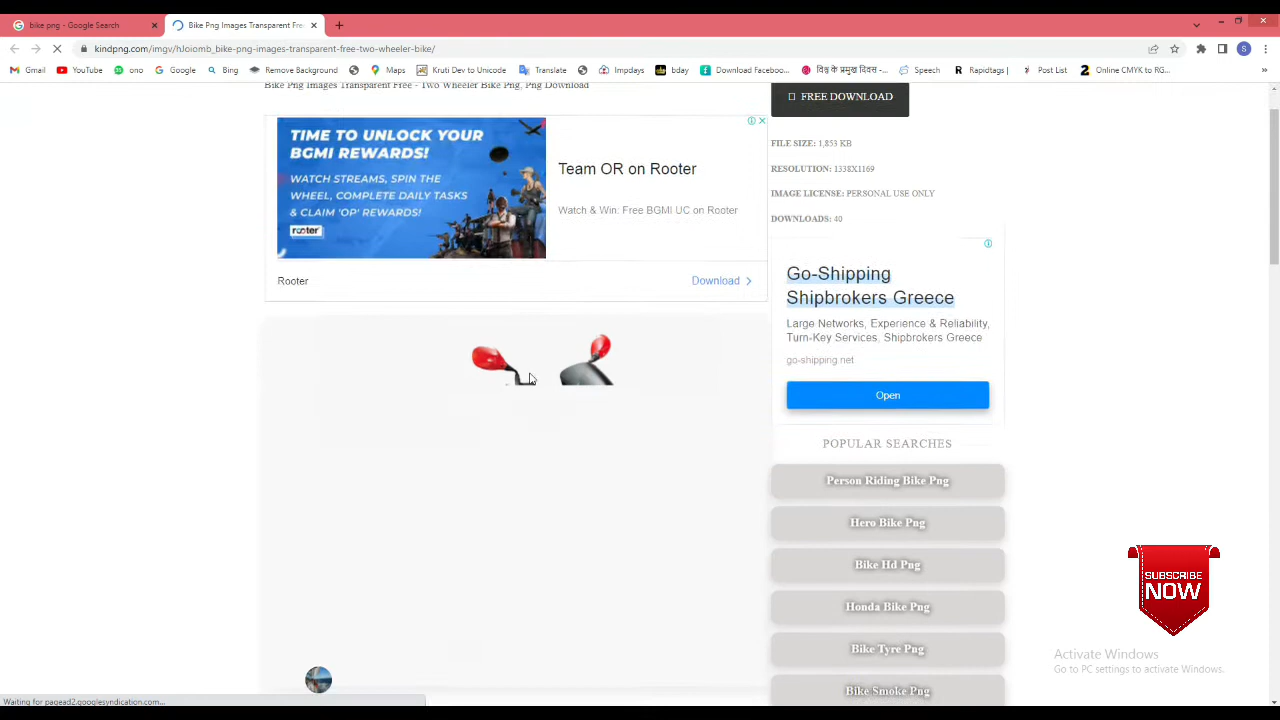 bike png - Google Search
Bike Png Images Transparent Fre
kindpng.com/imgv/hJoiomb_bike-png-images-transparent-free-two-wheeler-bike/
S
Gmail YouTube ono Google Bing Remove Background Maps Kruti Dev to Unicode Translate Impdays bday Download Faceboo... विश्व के प्रमुख दिवस -... Speech Rapidtags | Post List Online CMYK to RG... »
Bike Png Images Transparent Free - Two Wheeler Bike Png, Png Download
FREE DOWNLOAD
TIME TO UNLOCK YOUR
BGMI REWARDS!
WATCH STREAMS, SPIN THE
WHEEL, COMPLETE DAILY TASKS
& CLAIM 'OP' REWARDS!
rooter
Team OR on Rooter
Watch & Win: Free BGMI UC on Rooter
Rooter
Download
FILE SIZE: 1,853 KB
RESOLUTION: 1338X1169
IMAGE LICENSE: PERSONAL USE ONLY
DOWNLOADS: 40
Go-Shipping
Shipbrokers Greece
Large Networks, Experience & Reliability,
Turn-Key Services, Shipbrokers Greece
go-shipping.net
Open
POPULAR SEARCHES
Person Riding Bike Png
Hero Bike Png
Bike Hd Png
Honda Bike Png
Bike Tyre Png
Bike Smoke Png
SUBSCRIBE
NOW
Activate Windows
Go to PC settings to activate Windows.
Waiting for pagead2.googlesyndication.com...